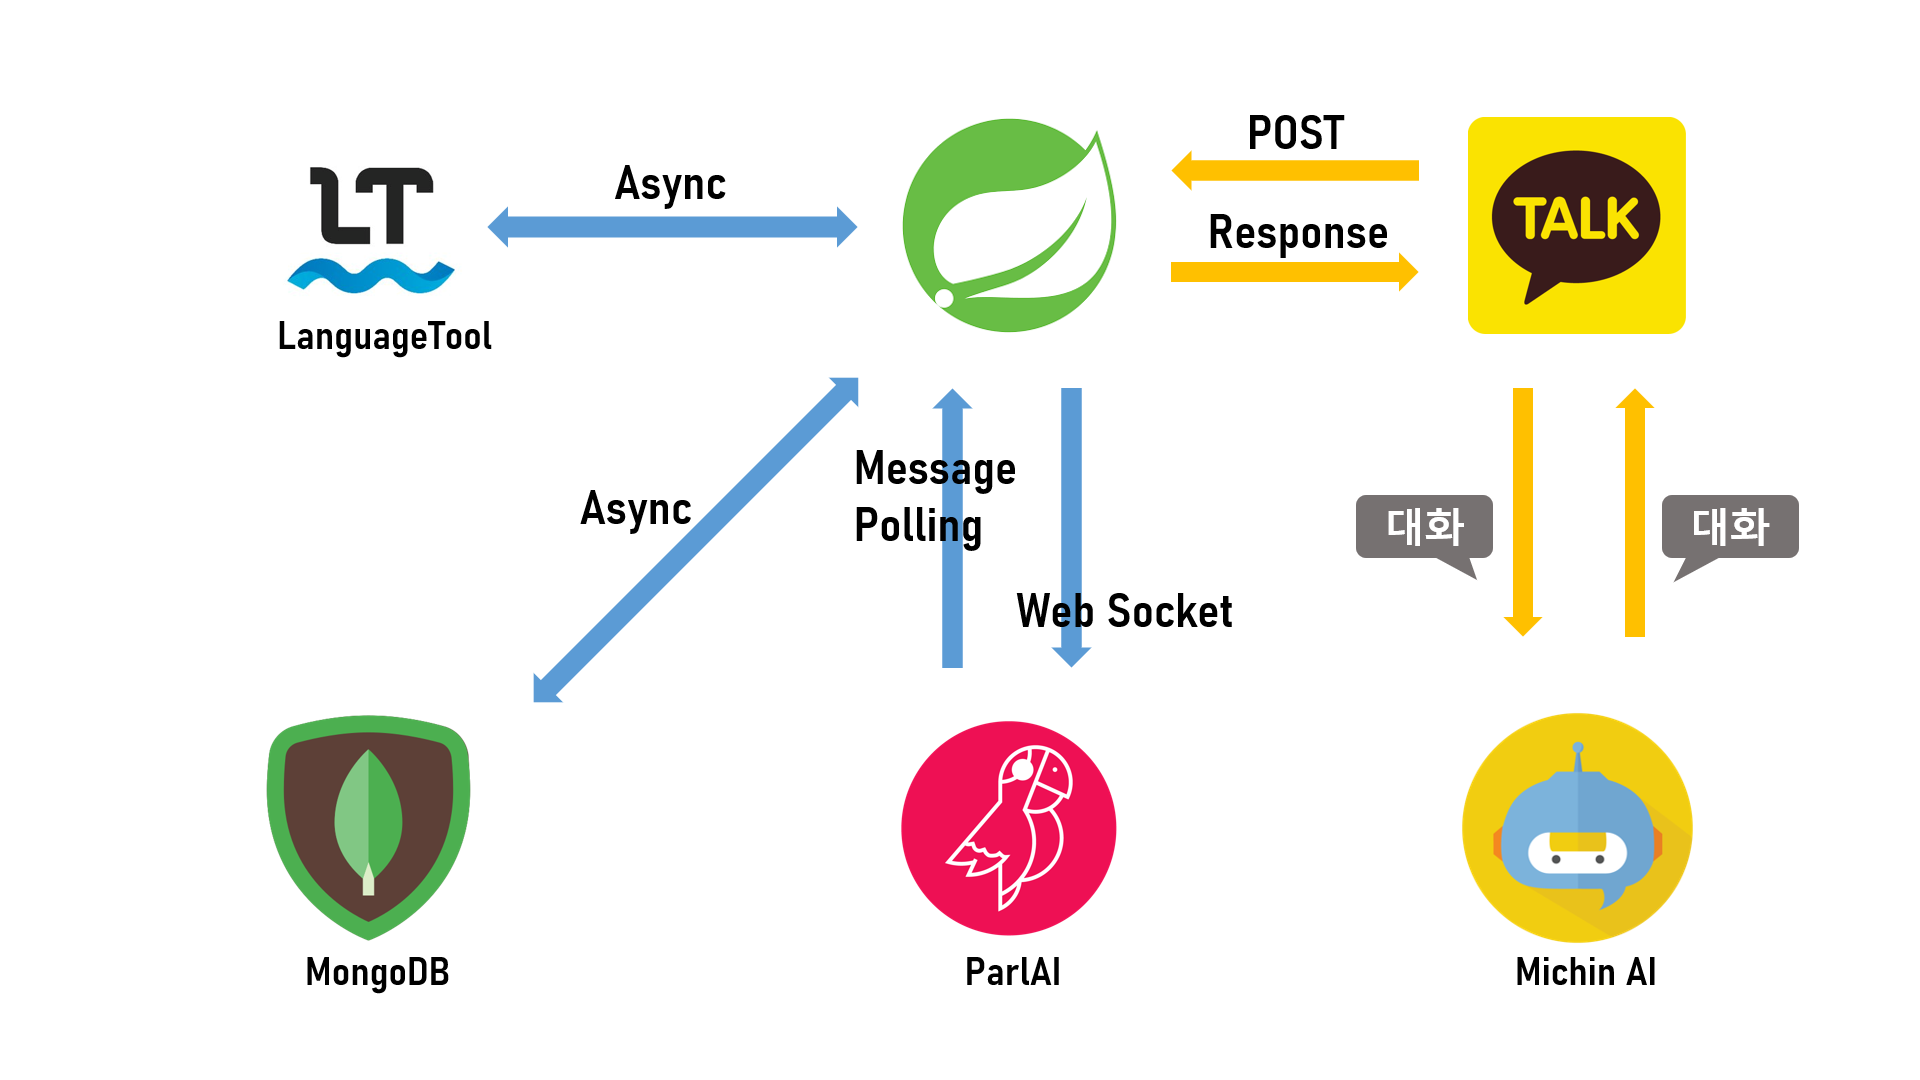 POST
Async
LT
TALK
Response
LanguageTool
Message
Polling
Async
대화
대화
Web Socket
MongoDB
ParlAI
Michin AI